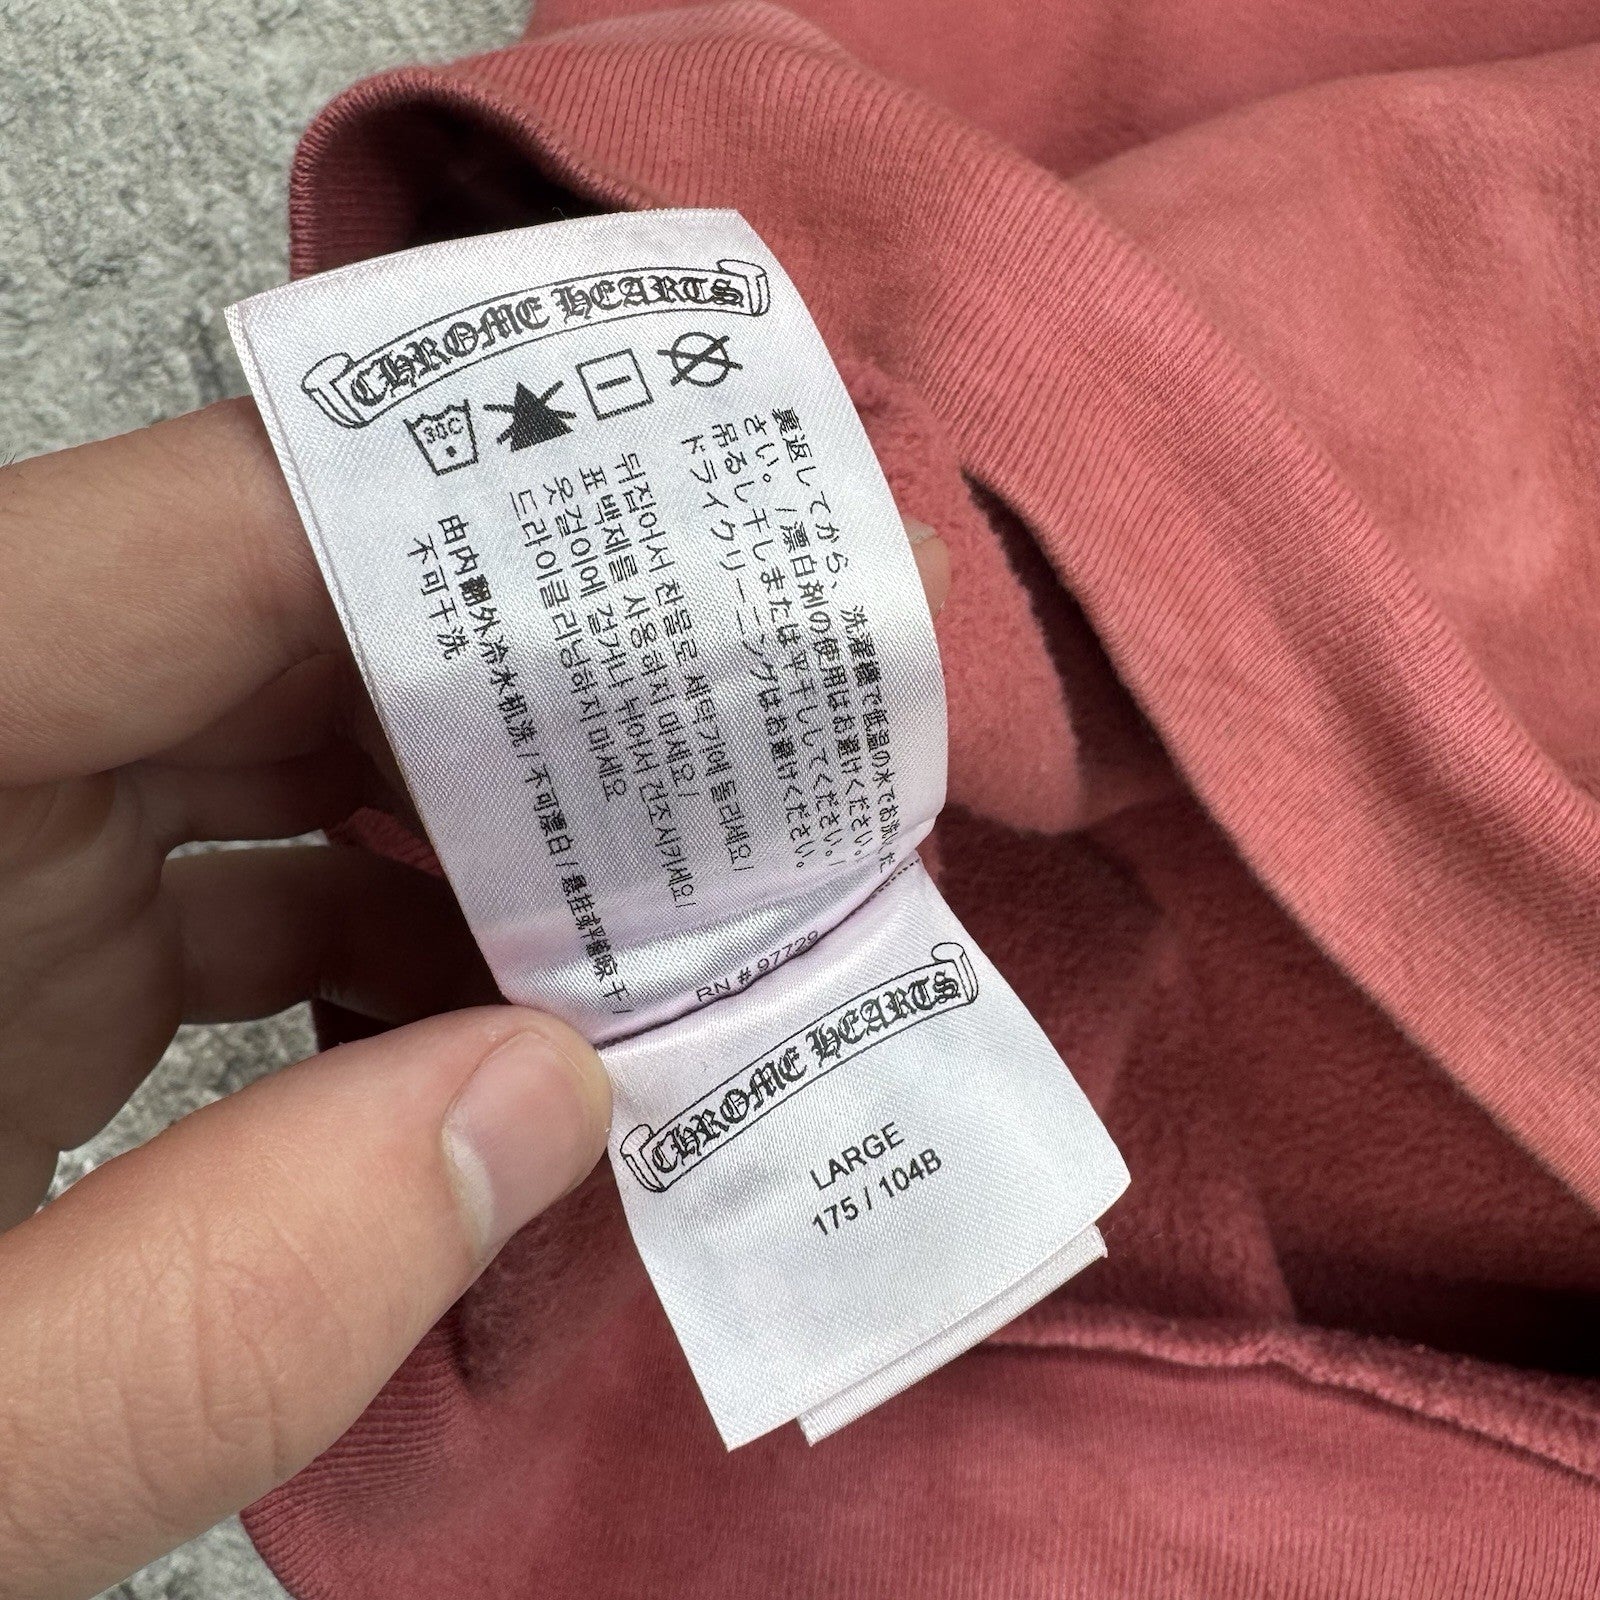 CHROME HEARTS
30C
裏返してから、洗濯機で低温の水でお洗いくだ
さい。/漂白剤の使用はお避けください。/
吊るし干しまたは平干ししてください。/
ドライクリーニングはお避けください。
뒤집어서 찬물로 세탁기에 돌리세요/
표백제를 사용하지 마세요/
옷걸이에 걸거나 뉘어서 건조시키세요/
드라이클리닝하지 마세요
由内翻外冷水机洗/不可漂白/悬挂或平铺晾干/
不可干洗
RN # 97729
CHROME HEARTS
LARGE
175 / 104B